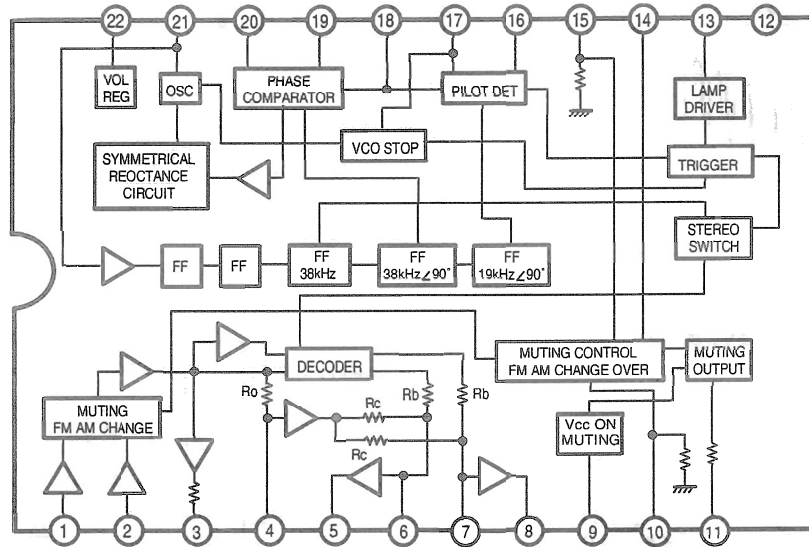 22 21 20 19 18 17 16 15 14 13 12
VOL
REG
OSC
PHASE
COMPARATOR
PILOT DET
LAMP
DRIVER
VCO STOP
TRIGGER
SYMMETRICAL
REOCTANCE
CIRCUIT
STEREO
SWITCH
FF
FF
FF
38kHz
FF
38kHz∠90°
FF
19kHz∠90°
DECODER
MUTING CONTROL
FM AM CHANGE OVER
MUTING
OUTPUT
Ro
Rb
Rb
Rc
Rc
MUTING
FM AM CHANGE
Vcc ON
MUTING
1 2 3 4 5 6 7 8 9 10 11